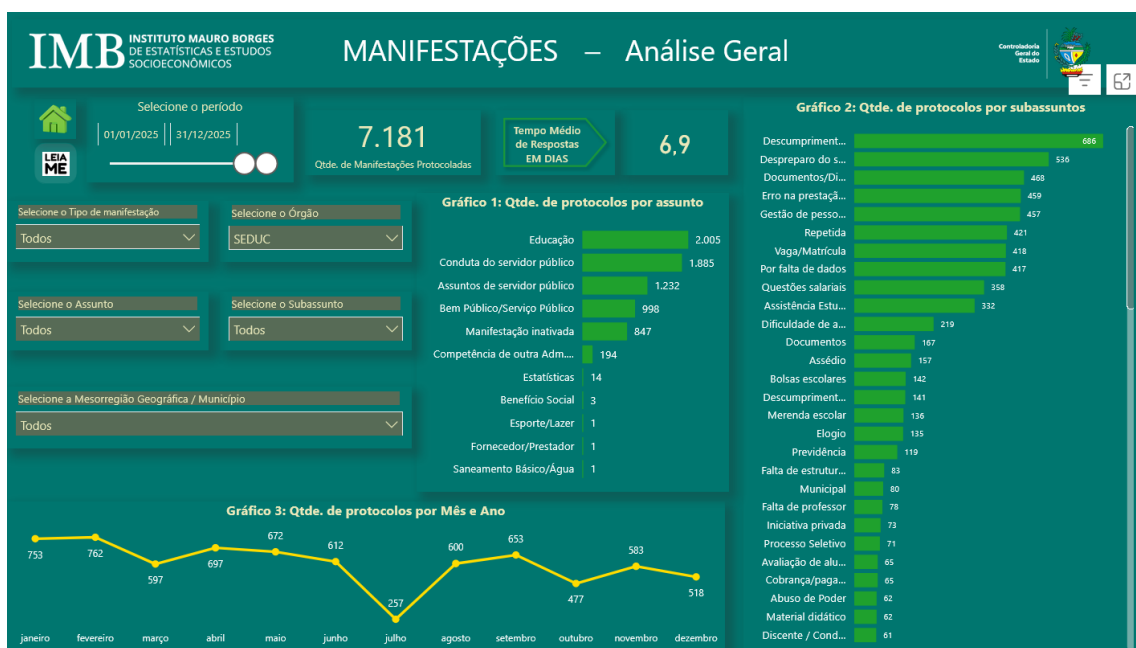 IMB
INSTITUTO MAURO BORGES
DE ESTATÍSTICAS E ESTUDOS
SOCIOECONÔMICOS
MANIFESTAÇÕES – Análise Geral
Controladoria
Geral do
Estado
LEIA
ME
Selecione o período
01/01/2025 31/12/2025
7.181
Qtde. de Manifestações Protocoladas
Tempo Médio
de Respostas
EM DIAS
6,9
Selecione o Tipo de manifestação
Todos
Selecione o Órgão
SEDUC
Selecione o Assunto
Todos
Selecione o Subassunto
Todos
Selecione a Mesorregião Geográfica / Município
Todos
Gráfico 1: Qtde. de protocolos por assunto
Educação 2.005
Conduta do servidor público 1.885
Assuntos de servidor público 1.232
Bem Público/Serviço Público 998
Manifestação inativada 847
Competência de outra Adm.... 194
Estatísticas 14
Benefício Social 3
Esporte/Lazer 1
Fornecedor/Prestador 1
Saneamento Básico/Água 1
Gráfico 2: Qtde. de protocolos por subassuntos
Descumpriment... 686
Despreparo do s... 536
Documentos/Di... 468
Erro na prestaçã... 459
Gestão de pesso... 457
Repetida 421
Vaga/Matrícula 418
Por falta de dados 417
Questões salariais 358
Assistência Estu... 332
Dificuldade de a... 219
Documentos 167
Assédio 157
Bolsas escolares 142
Descumpriment... 141
Merenda escolar 136
Elogio 135
Previdência 119
Falta de estrutur... 83
Municipal 80
Falta de professor 78
Iniciativa privada 73
Processo Seletivo 71
Avaliação de alu... 65
Cobrança/paga... 65
Abuso de Poder 62
Material didático 62
Discente / Cond... 61
Gráfico 3: Qtde. de protocolos por Mês e Ano
753 762 597 697 672 612 257 600 653 477 583 518
janeiro fevereiro março abril maio junho julho agosto setembro outubro novembro dezembro